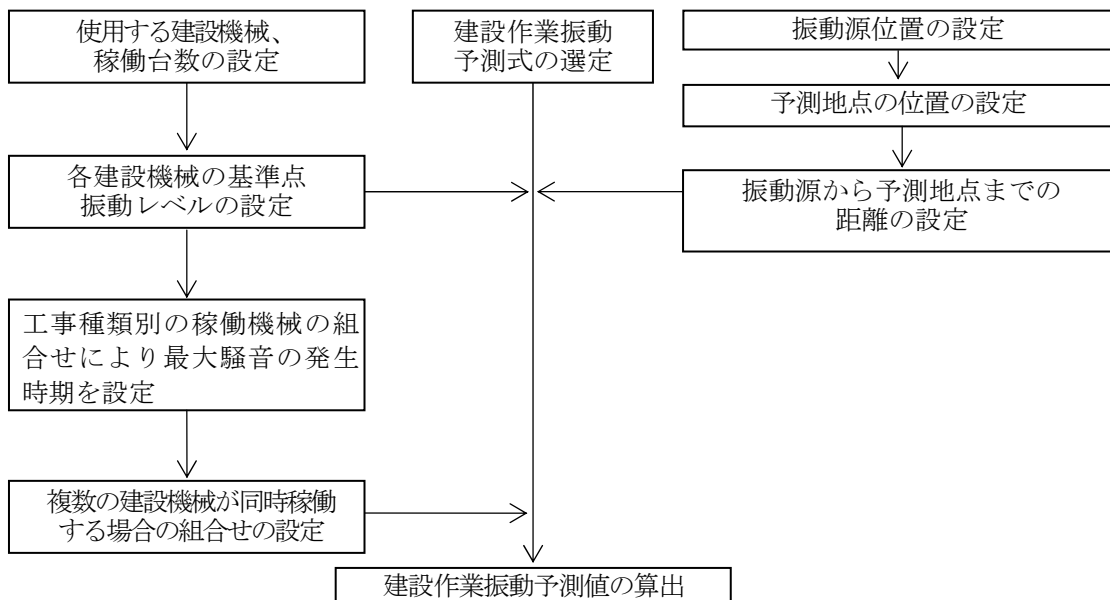 使用する建設機械、
稼働台数の設定
各建設機械の基準点
振動レベルの設定
工事種類別の稼働機械の組
合せにより最大騒音の発生
時期を設定
複数の建設機械が同時稼働
する場合の組合せの設定
建設作業振動
予測式の選定
振動源位置の設定
予測地点の位置の設定
振動源から予測地点までの
距離の設定
建設作業振動予測値の算出